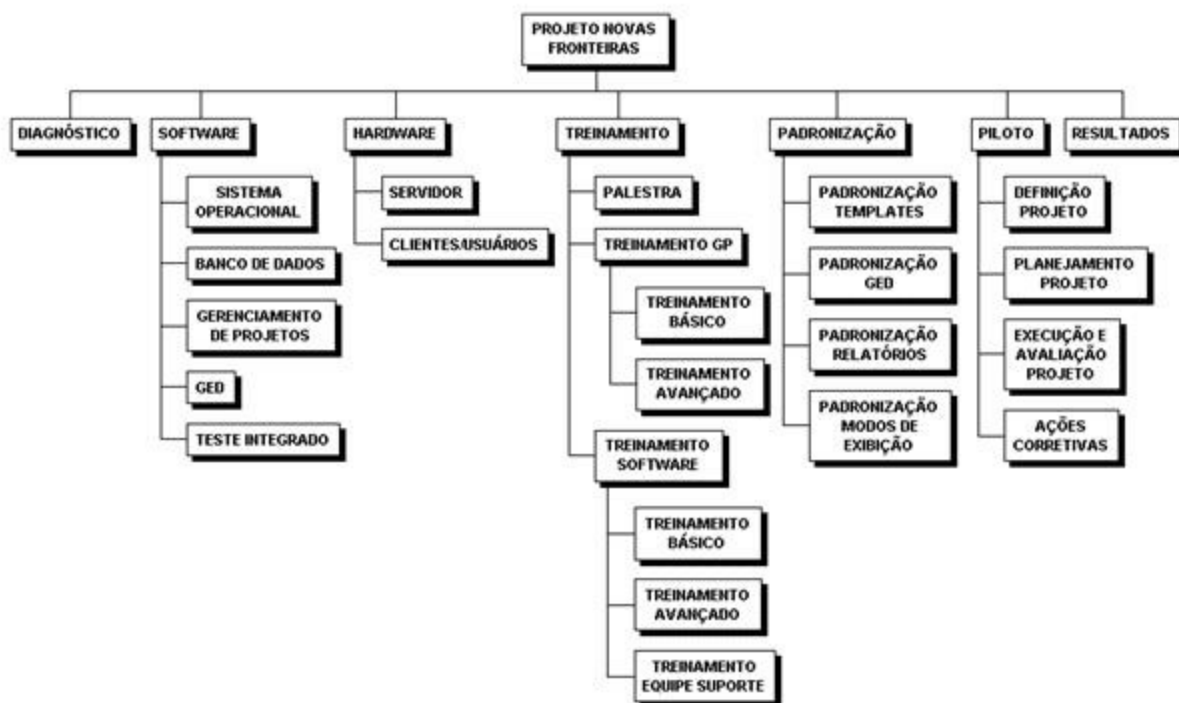 PROJETO NOVAS
FRONTEIRAS
DIAGNÓSTICO
SOFTWARE
HARDWARE
TREINAMENTO
PADRONIZAÇÃO
PILOTO
RESULTADOS
SISTEMA
OPERACIONAL
BANCO DE DADOS
GERENCIAMENTO
DE PROJETOS
GED
TESTE INTEGRADO
SERVIDOR
CLIENTES/USUÁRIOS
PALESTRA
TREINAMENTO GP
TREINAMENTO
BÁSICO
TREINAMENTO
AVANÇADO
TREINAMENTO
SOFTWARE
TREINAMENTO
BÁSICO
TREINAMENTO
AVANÇADO
TREINAMENTO
EQUIPE SUPORTE
PADRONIZAÇÃO
TEMPLATES
PADRONIZAÇÃO
GED
PADRONIZAÇÃO
RELATÓRIOS
PADRONIZAÇÃO
MODOS DE
EXIBIÇÃO
DEFINIÇÃO
PROJETO
PLANEJAMENTO
PROJETO
EXECUÇÃO E
AVALIAÇÃO
PROJETO
AÇÕES
CORRETIVAS